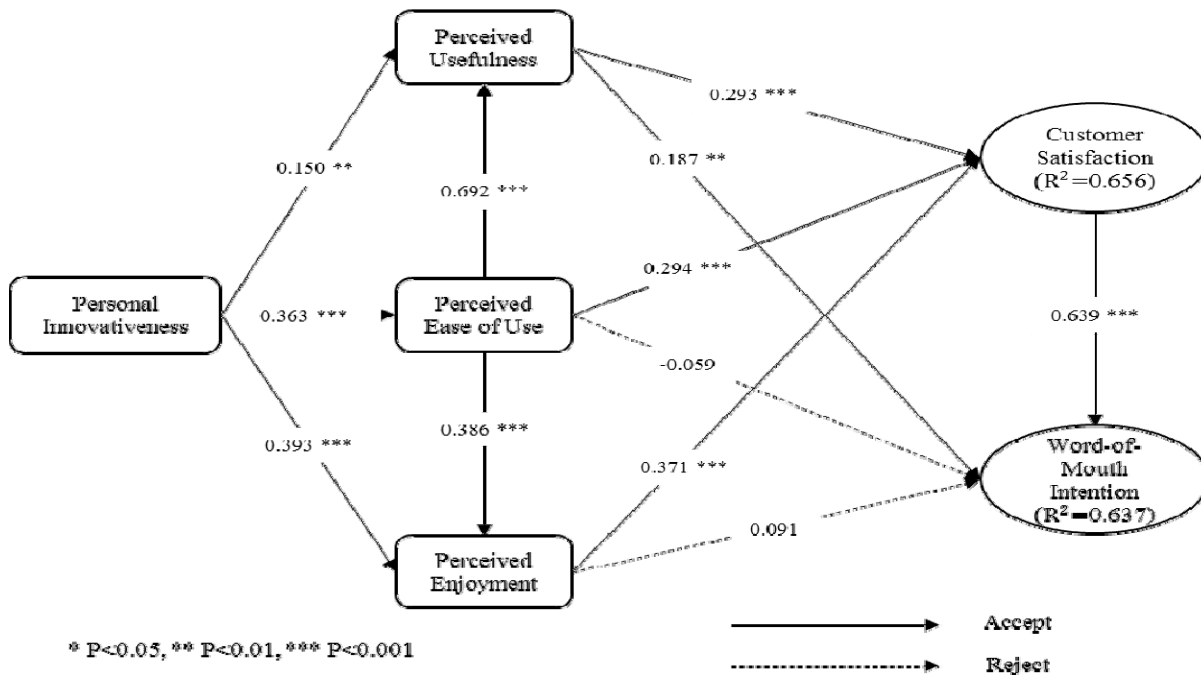 Perceived
Usefulness
0.293 ***
Customer
Satisfaction
(R²=0.656)
0.150 **
0.187 **
0.692 ***
Personal
Innovativeness
0.363 ***
Perceived
Ease of Use
0.294 ***
0.639 ***
-0.059
0.393 ***
0.386 ***
0.371 ***
Word-of-
Mouth
Intention
(R²=0.637)
0.091
Perceived
Enjoyment
* P<0.05, ** P<0.01, *** P<0.001
Accept
Reject